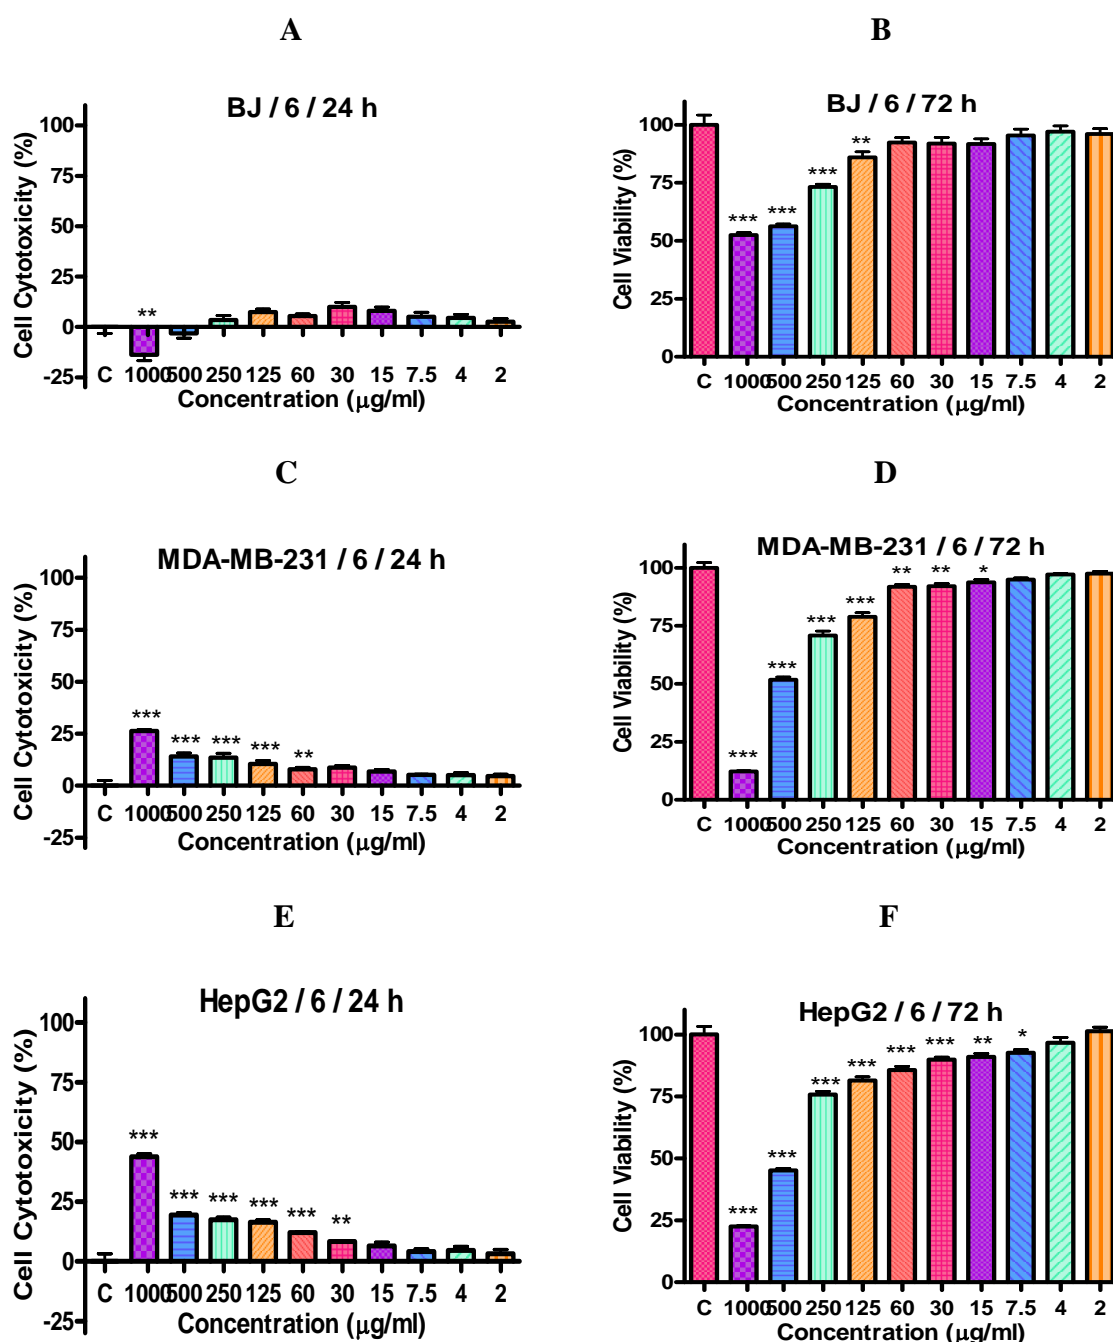 A
BJ / 6 / 24 h
Cell Cytotoxicity (%)
100
75
50
25
0
-25
**
C 1000 500 250 125 60 30 15 7.5 4 2
Concentration (μg/ml)
B
BJ / 6 / 72 h
Cell Viability (%)
100
75
50
25
0
*** *** *** **
C 1000 500 250 125 60 30 15 7.5 4 2
Concentration (μg/ml)
C
MDA-MB-231 / 6 / 24 h
Cell Cytotoxicity (%)
100
75
50
25
0
-25
*** *** *** *** **
C 1000 500 250 125 60 30 15 7.5 4 2
Concentration (μg/ml)
D
MDA-MB-231 / 6 / 72 h
Cell Viability (%)
100
75
50
25
0
*** *** *** *** ** ** *
C 1000 500 250 125 60 30 15 7.5 4 2
Concentration (μg/ml)
E
HepG2 / 6 / 24 h
Cell Cytotoxicity (%)
100
75
50
25
0
-25
*** *** *** *** *** **
C 1000 500 250 125 60 30 15 7.5 4 2
Concentration (μg/ml)
F
HepG2 / 6 / 72 h
Cell Viability (%)
100
75
50
25
0
*** *** *** *** *** *** ** *
C 1000 500 250 125 60 30 15 7.5 4 2
Concentration (μg/ml)